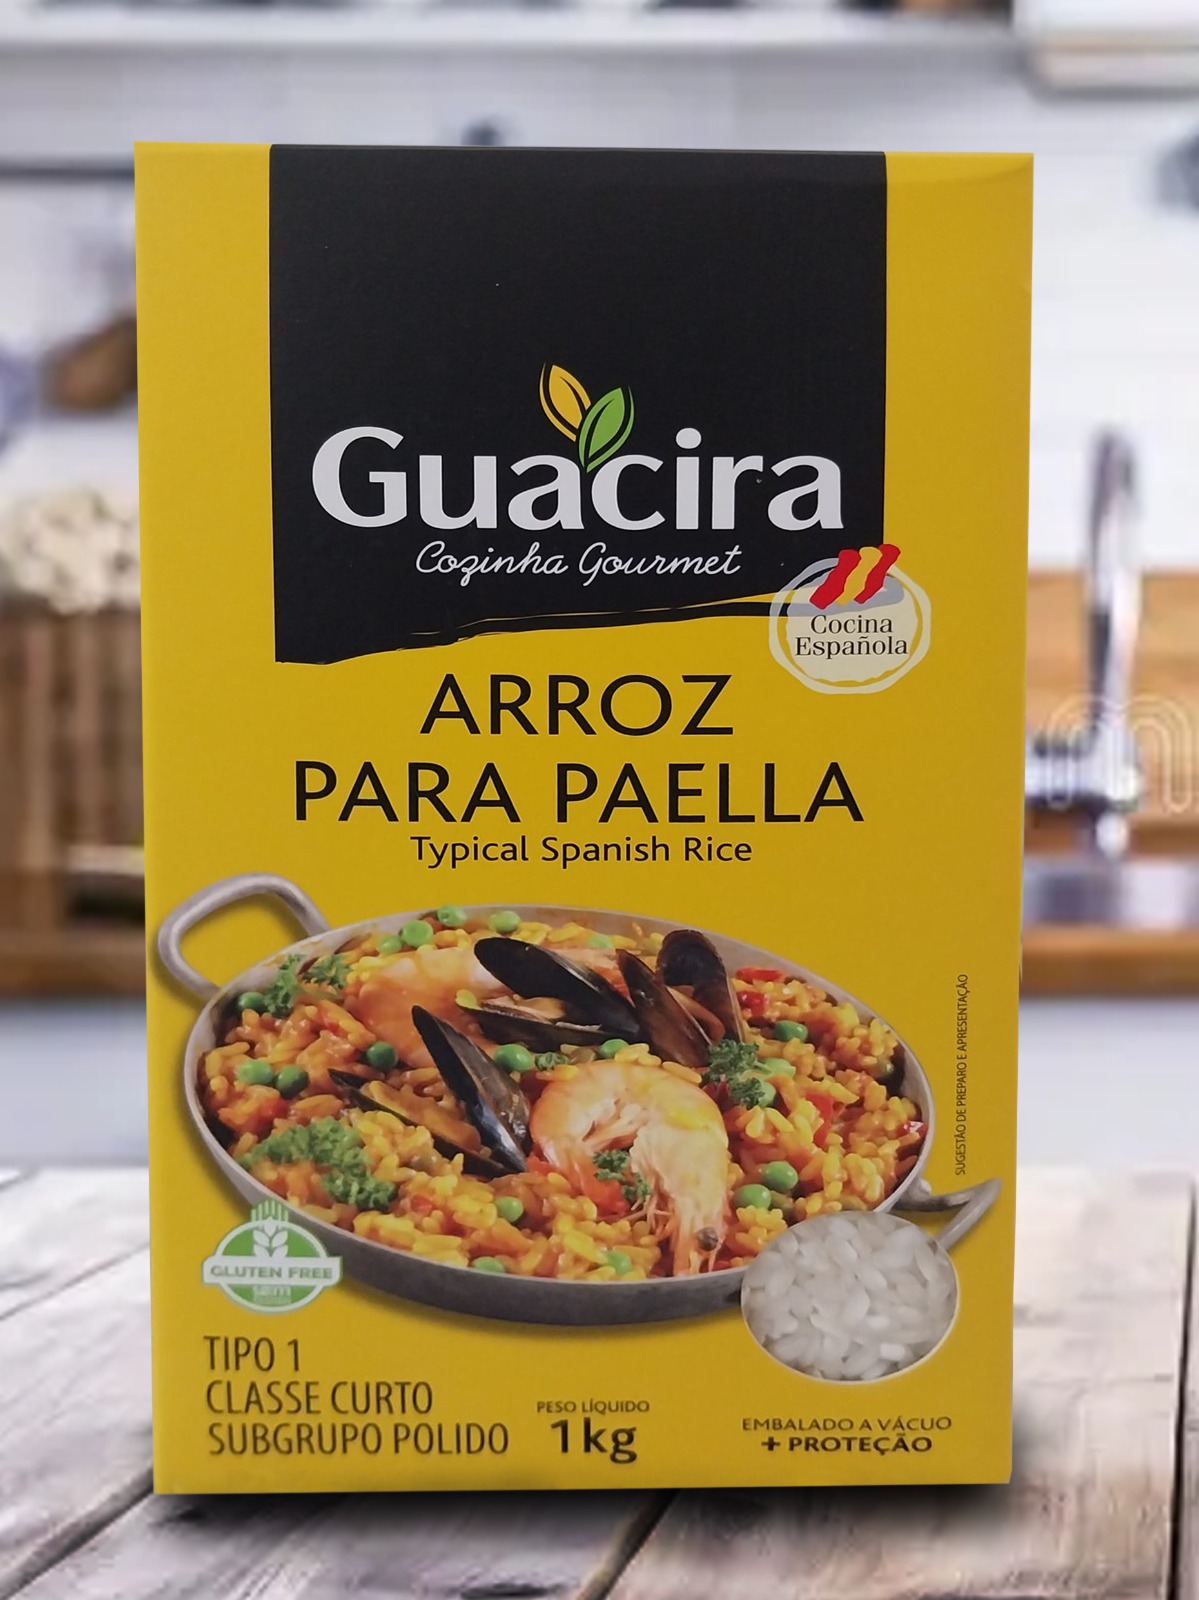 Guacira
Cozinha Gourmet
Cocina
Española
ARROZ
PARA PAELLA
Typical Spanish Rice
SUGESTÃO DE PREPARO E APRESENTAÇÃO
GLUTEN FREE
TIPO 1
CLASSE CURTO
SUBGRUPO POLIDO
PESO LÍQUIDO
1kg
EMBALADO A VÁCUO
+ PROTEÇÃO